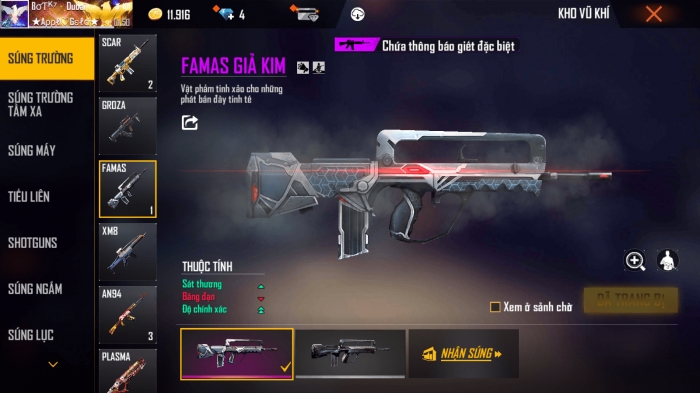 11.916
4
KHO VŨ KHÍ
SÚNG TRƯỜNG
SÚNG TRƯỜNG
TẦM XA
SÚNG MÁY
TIỂU LIÊN
SHOTGUNS
SÚNG NGẮM
SÚNG LỤC
SCAR
2
GROZA
FAMAS
1
XM8
AN94
3
PLASMA
FAMAS GIẢ KIM
Vật phẩm tinh xảo cho những
phát bắn đầy tinh tế
Chứa thông báo giết đặc biệt
THUỘC TÍNH
Sát thương
Băng đạn
Độ chính xác
Xem ở sảnh chờ
ĐÃ TRANG BỊ
NHẬN SÚNG